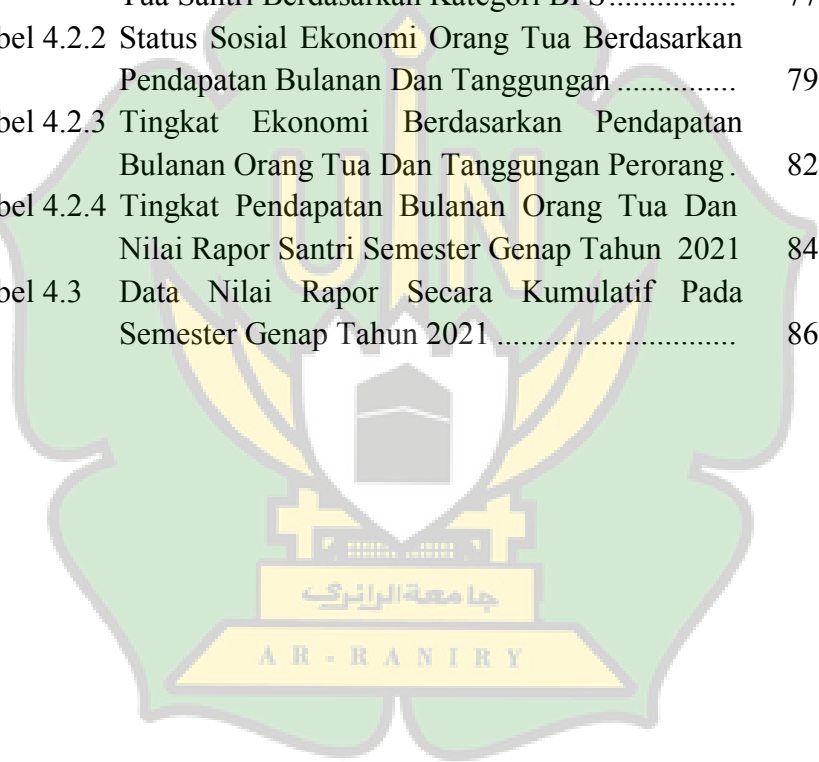 Tua Santri Berdasarkan Kategori BPS............... 77
bel 4.2.2 Status Sosial Ekonomi Orang Tua Berdasarkan
Pendapatan Bulanan Dan Tanggungan ............... 79
bel 4.2.3 Tingkat Ekonomi Berdasarkan Pendapatan
Bulanan Orang Tua Dan Tanggungan Perorang . 82
bel 4.2.4 Tingkat Pendapatan Bulanan Orang Tua Dan
Nilai Rapor Santri Semester Genap Tahun 2021 84
bel 4.3 Data Nilai Rapor Secara Kumulatif Pada
Semester Genap Tahun 2021 ............................. 86
UIN
جامعة الرانري
AR-RANIRY